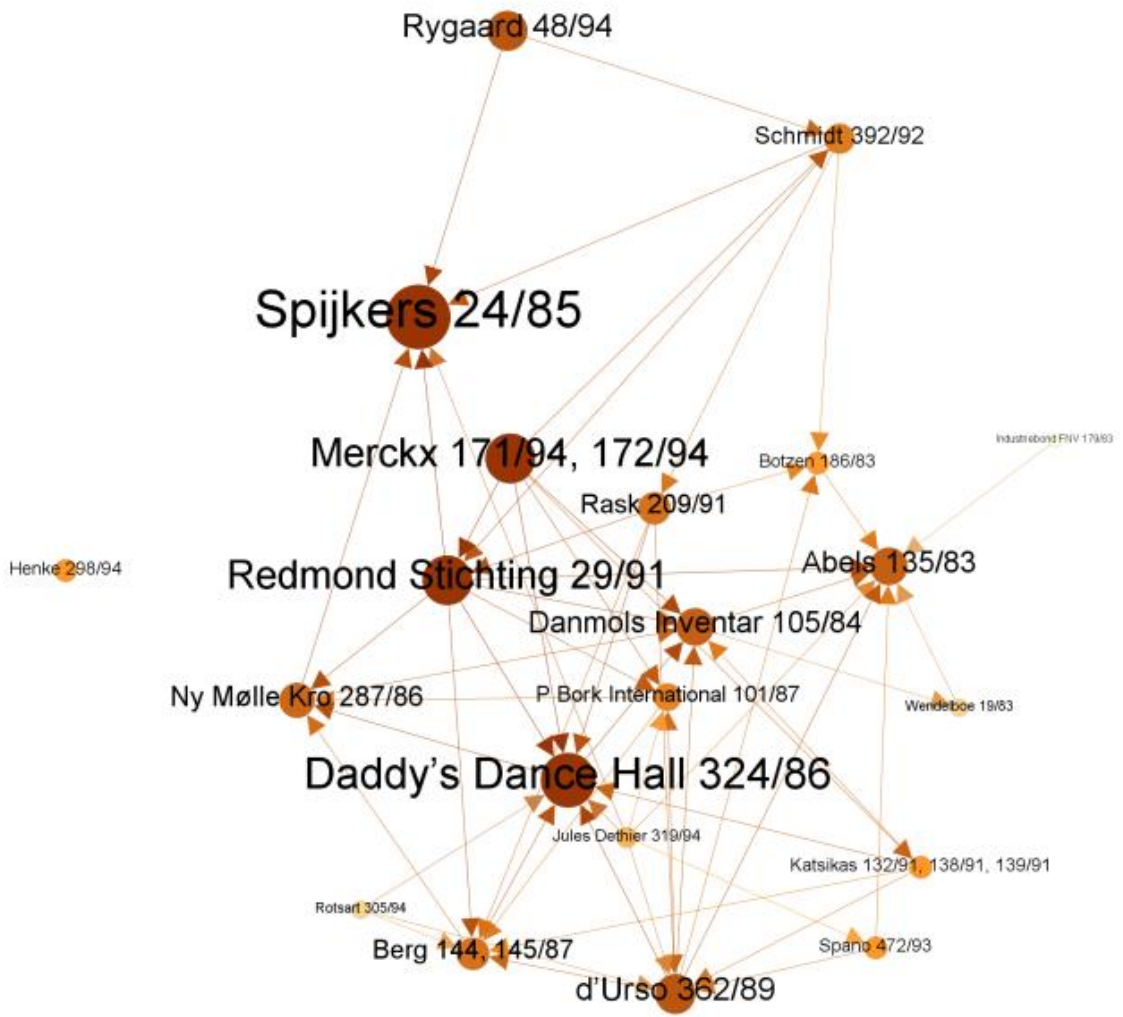 Rygaard 48/94
Schmidt 392/92
Spijkers 24/85
Merckx 171/94, 172/94
Industriebond FNV 179/83
Botzen 186/83
Rask 209/91
Henke 298/94
Redmond Stichting 29/91
Abels 135/83
Danmols Inventar 105/84
Ny Mølle Kro 287/86
P Bork International 101/87
Wendelboe 19/83
Daddy’s Dance Hall 324/86
Jules Dethier 319/94
Katsikas 132/91, 138/91, 139/91
Rotsart 305/94
Berg 144, 145/87
Spano 472/93
d’Urso 362/89